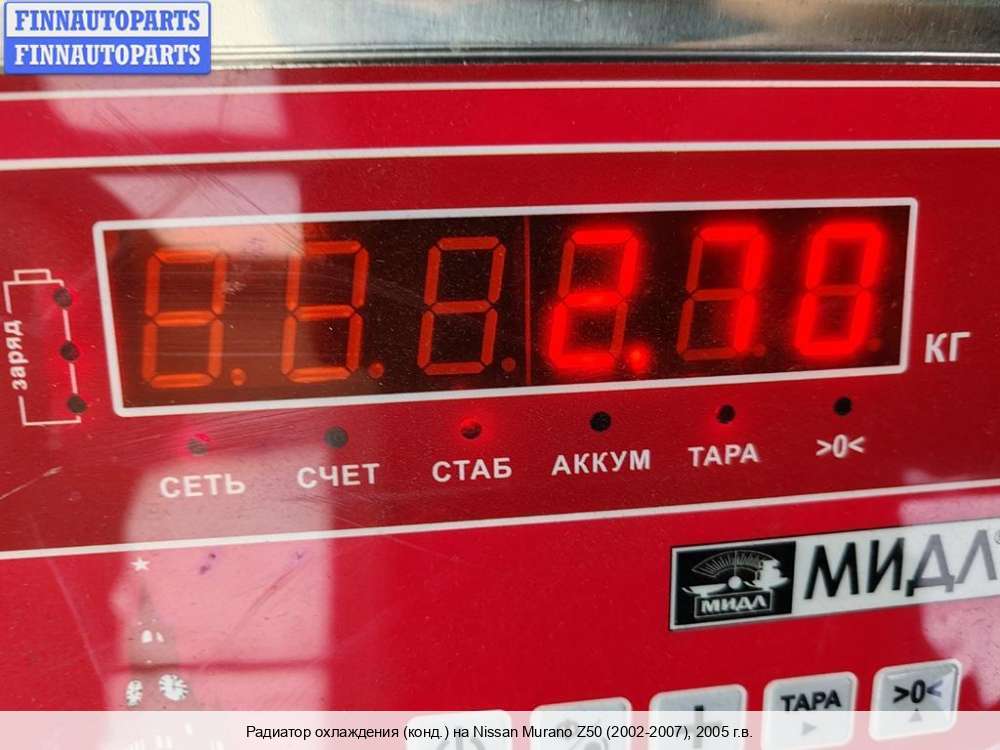 FINNAUTOPARTS
FINNAUTOPARTS
заряд
2.70
КГ
СЕТЬ
СЧЕТ
СТАБ
АККУМ
ТАРА
>0<
МИДЛ
МИДЛ®
ТАРА
>0<
Радиатор охлаждения (конд.) на Nissan Murano Z50 (2002-2007), 2005 г.в.